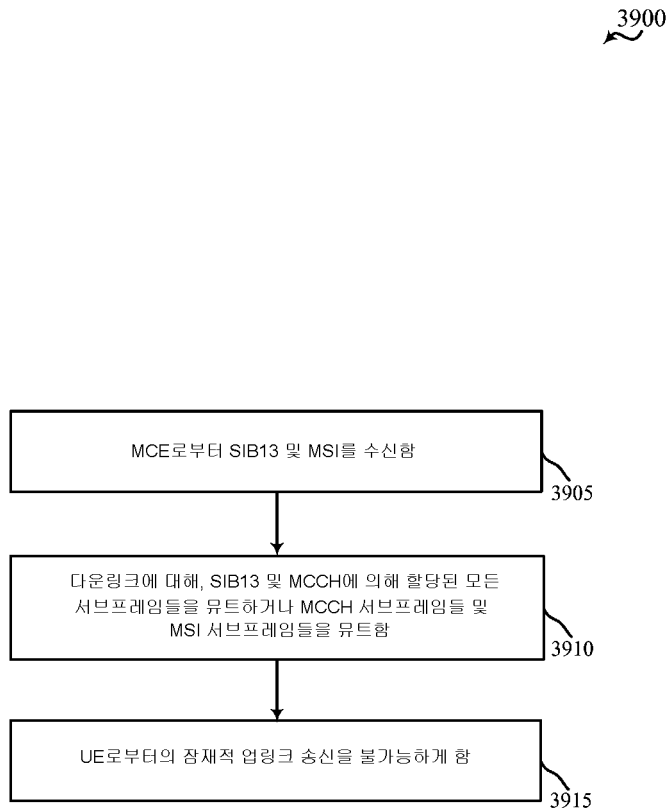 3900
MCE로부터 SIB13 및 MSI를 수신함
3905
다운링크에 대해, SIB13 및 MCCH에 의해 할당된 모든
서브프레임들을 뮤트하거나 MCCH 서브프레임들 및
MSI 서브프레임들을 뮤트함
3910
UE로부터의 잠재적 업링크 송신을 불가능하게 함
3915